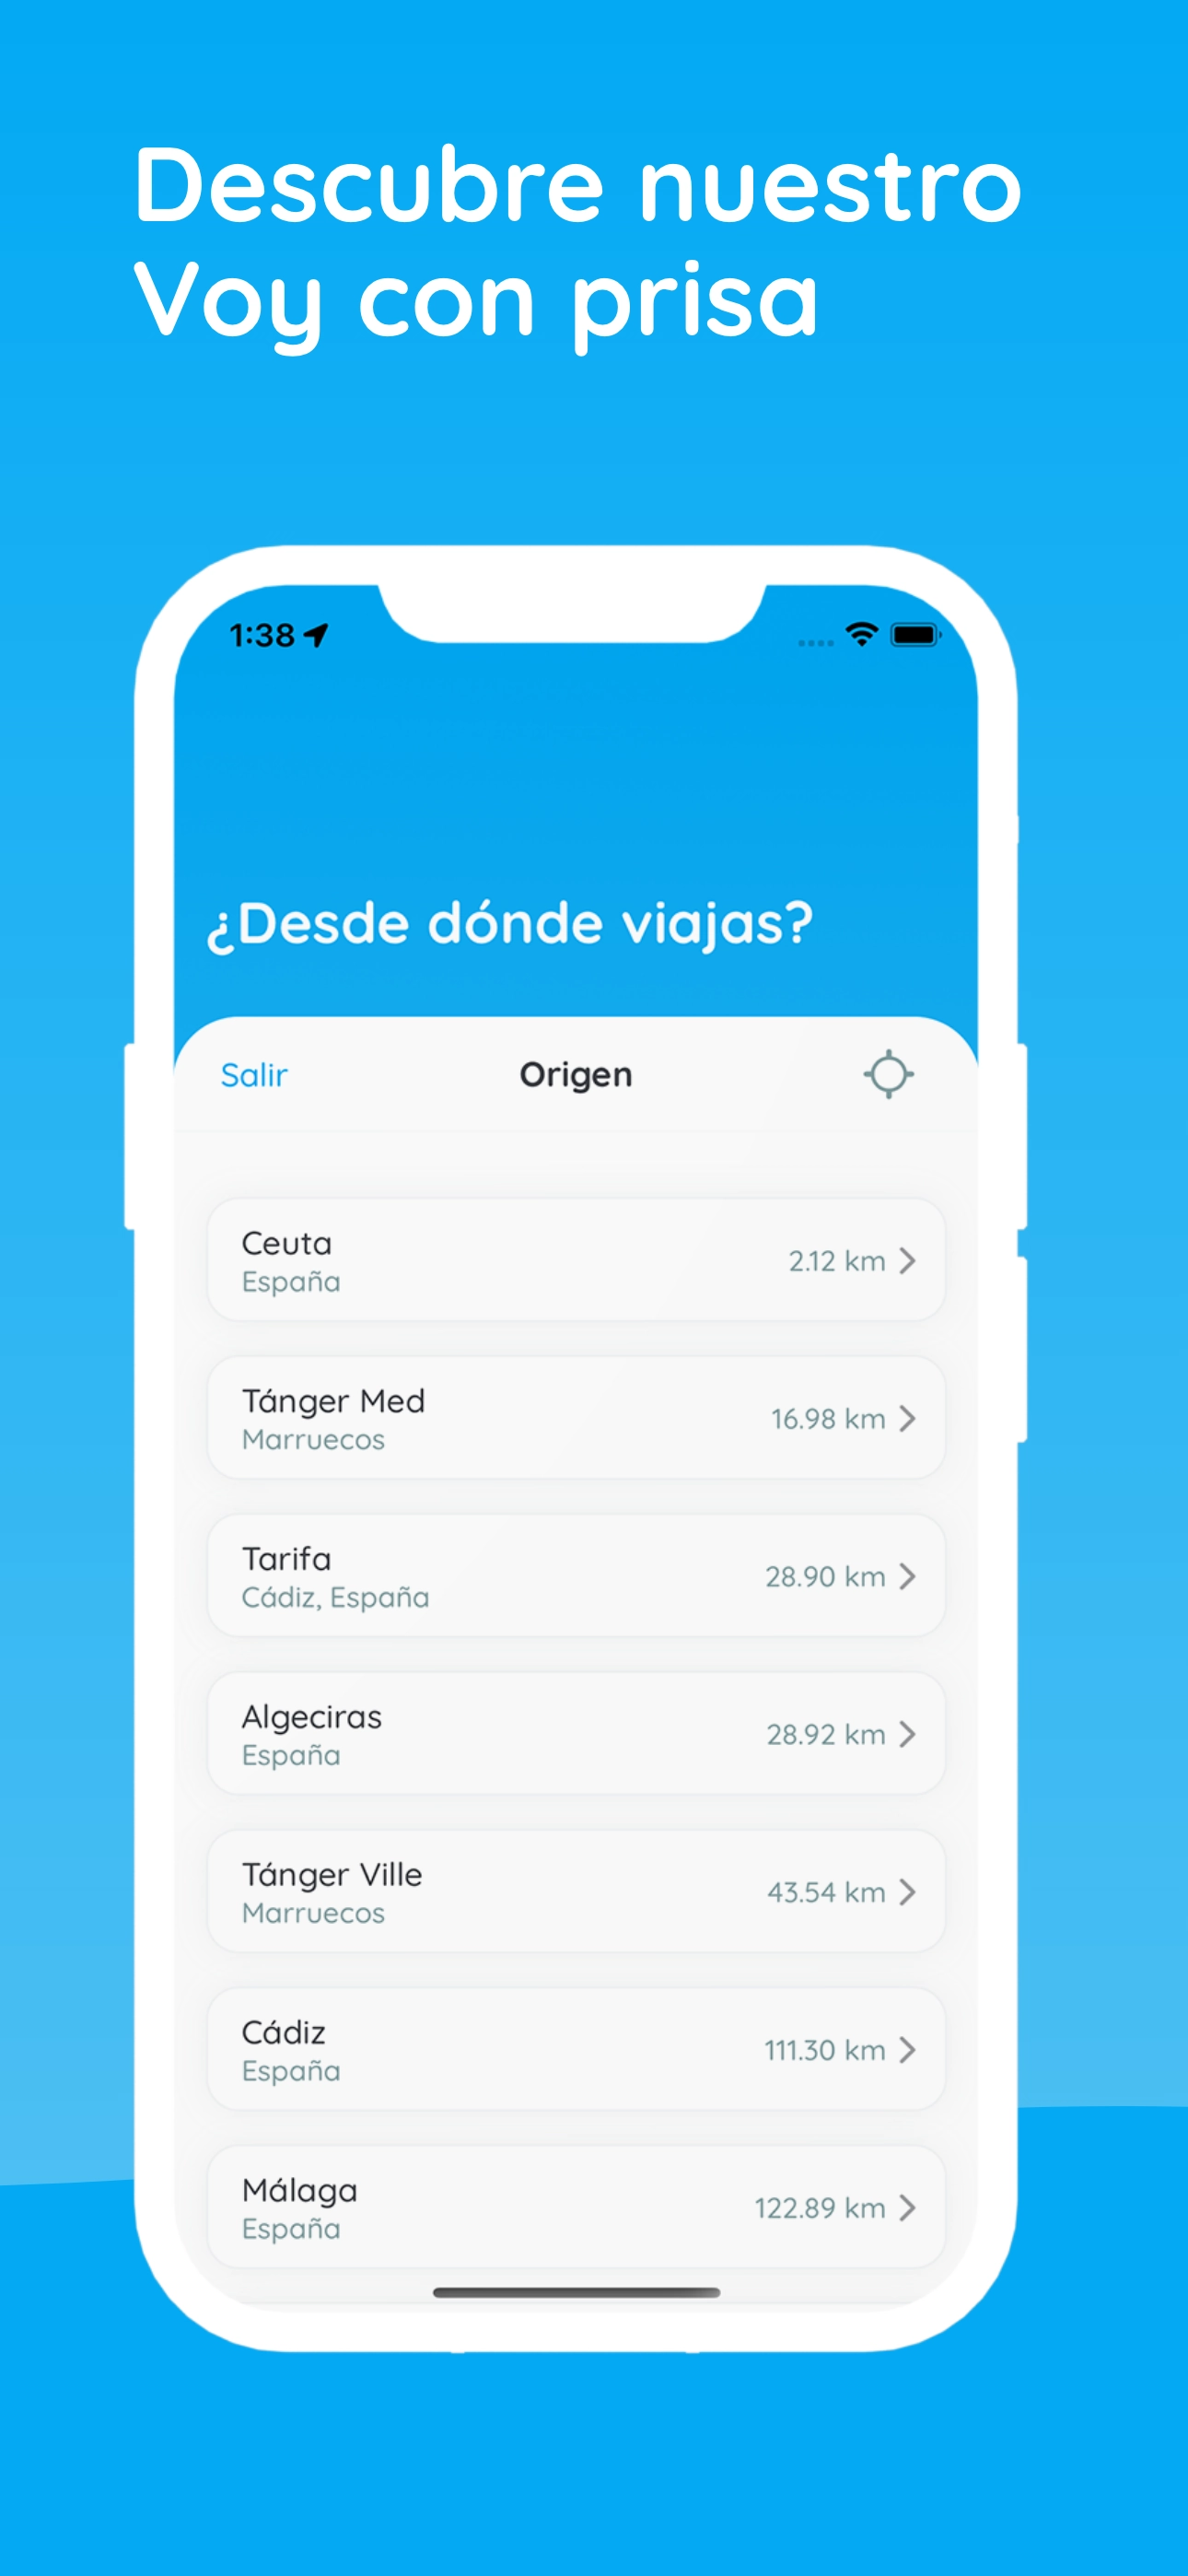 Descubre nuestro
Voy con prisa
1:38
¿Desde dónde viajas?
Salir
Origen
Ceuta
España
2.12 km
Tánger Med
Marruecos
16.98 km
Tarifa
Cádiz, España
28.90 km
Algeciras
España
28.92 km
Tánger Ville
Marruecos
43.54 km
Cádiz
España
111.30 km
Málaga
España
122.89 km